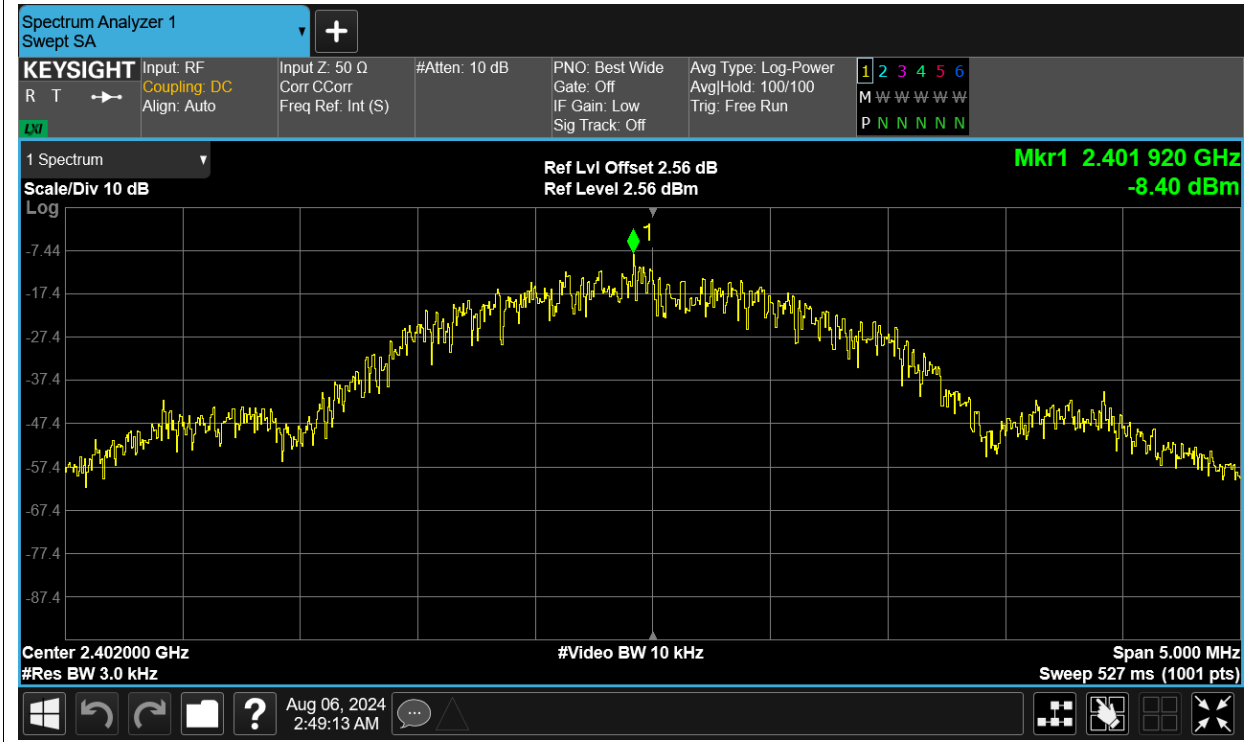 Spectrum Analyzer 1
Swept SA
KEYSIGHT
R T
LXI
Input: RF
Coupling: DC
Align: Auto
Input Z: 50 Ω
Corr CCorr
Freq Ref: Int (S)
#Atten: 10 dB
PNO: Best Wide
Gate: Off
IF Gain: Low
Sig Track: Off
Avg Type: Log-Power
Avg|Hold: 100/100
Trig: Free Run
1 2 3 4 5 6
M W W W W W
P N N N N N
1 Spectrum
Scale/Div 10 dB
Log
Ref Lvl Offset 2.56 dB
Ref Level 2.56 dBm
Mkr1 2.401 920 GHz
-8.40 dBm
1
-7.44
-17.4
-27.4
-37.4
-47.4
-57.4
-67.4
-77.4
-87.4
Center 2.402000 GHz
#Video BW 10 kHz
Span 5.000 MHz
#Res BW 3.0 kHz
Sweep 527 ms (1001 pts)
?
Aug 06, 2024
2:49:13 AM